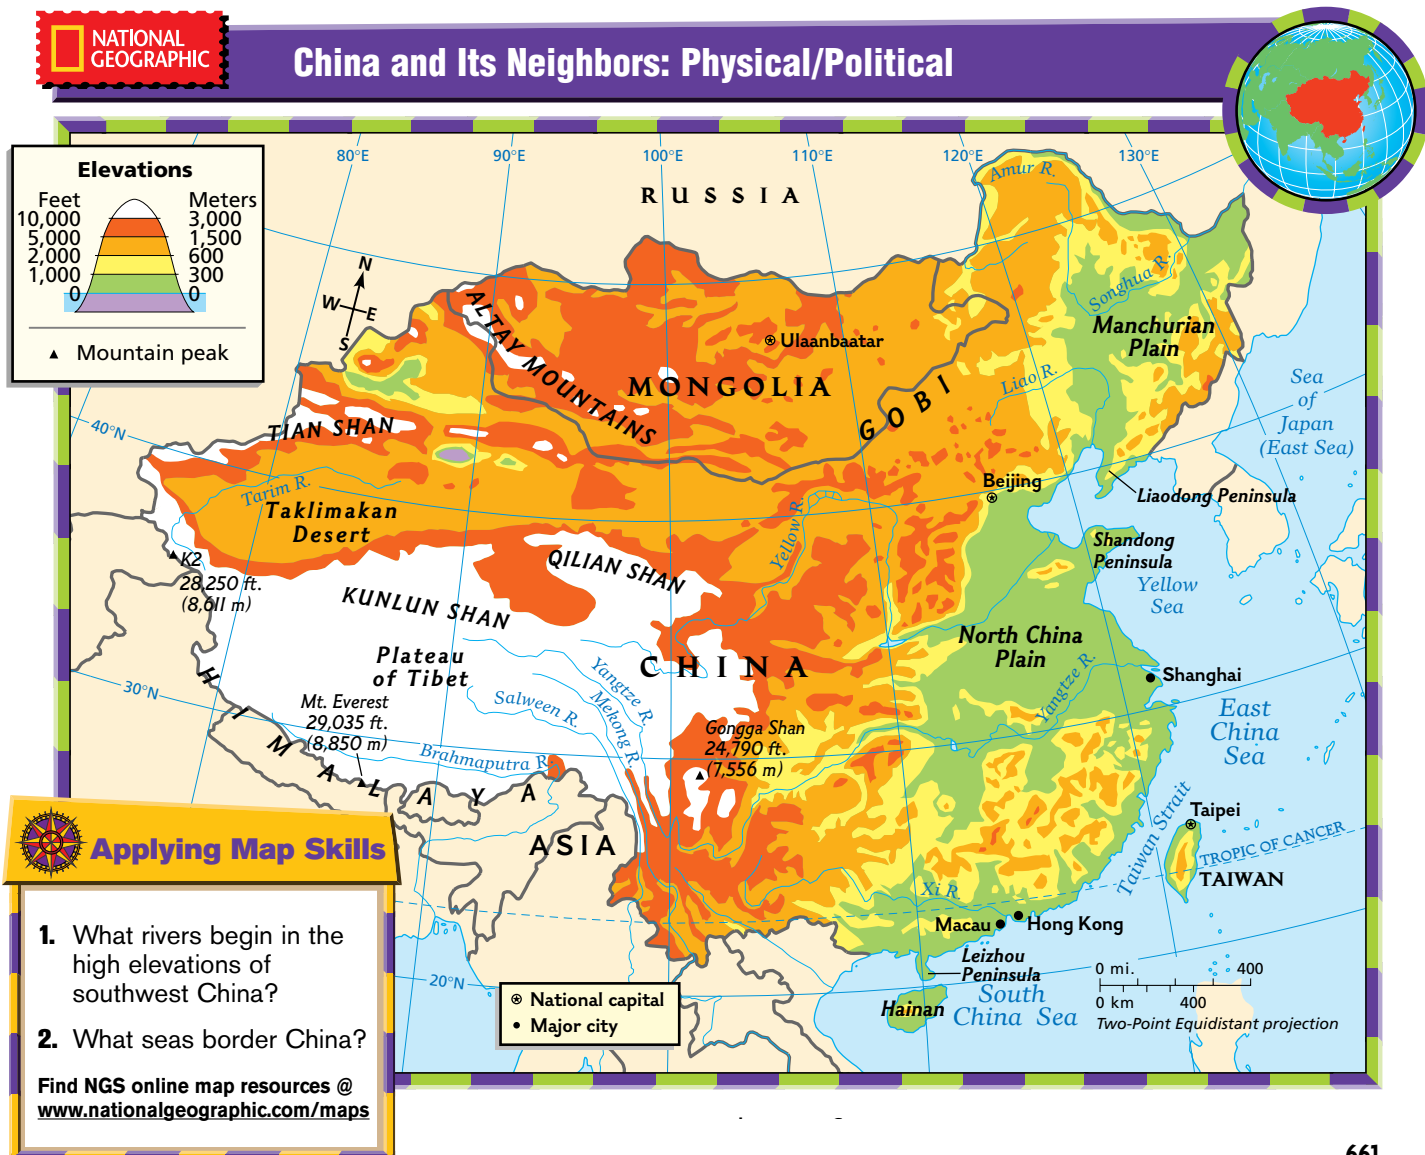 NATIONAL
GEOGRAPHIC
China and Its Neighbors: Physical/Political
Elevations
Feet Meters
10,000 3,000
5,000 1,500
2,000 600
1,000 300
0 0
▲ Mountain peak
80°E 90°E 100°E 110°E 120°E 130°E
N
W E
S
RUSSIA
Amur R.
Songhua R.
Manchurian
Plain
ALTAY MOUNTAINS
Ulaanbaatar
MONGOLIA
GOBI
Liao R.
Sea
of
Japan
(East Sea)
40°N
TIAN SHAN
Tarim R.
Taklimakan
Desert
Beijing
Liaodong Peninsula
Yellow R.
Shandong
Peninsula
Yellow
Sea
K2
28,250 ft.
(8,611 m)
QILIAN SHAN
KUNLUN SHAN
North China
Plain
Plateau
of Tibet
CHINA
30°N
Yangtze R.
Mekong R.
Salween R.
Yangtze R.
Shanghai
Mt. Everest
29,035 ft.
(8,850 m)
Gongga Shan
24,790 ft.
(7,556 m)
East
China
Sea
Brahmaputra R.
HIMALAYA
ASIA
Taiwan Strait
Taipei
TROPIC OF CANCER
TAIWAN
Xi R.
Macau
Hong Kong
Leizhou
Peninsula
Hainan
South
China Sea
20°N
0 mi. 400
0 km 400
Two-Point Equidistant projection
National capital
Major city
Applying Map Skills
1. What rivers begin in the
high elevations of
southwest China?
2. What seas border China?
Find NGS online map resources @
www.nationalgeographic.com/maps
661